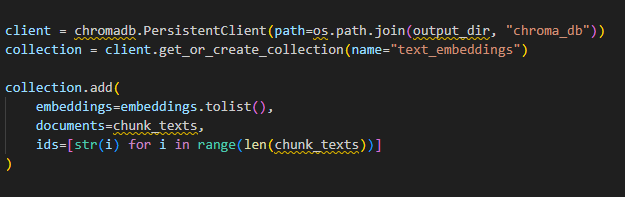 client = chromadb.PersistentClient(path=os.path.join(output_dir, "chroma_db"))
collection = client.get_or_create_collection(name="text_embeddings")
collection.add(
    embeddings=embeddings.tolist(),
    documents=chunk_texts,
    ids=[str(i) for i in range(len(chunk_texts))]
)